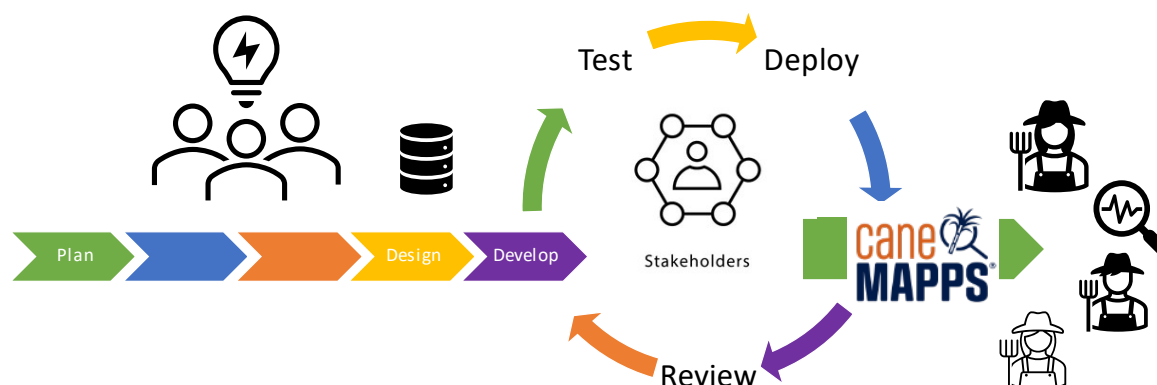 Test
Deploy
Plan
Design
Develop
Stakeholders
cane
MAPPS®
Review